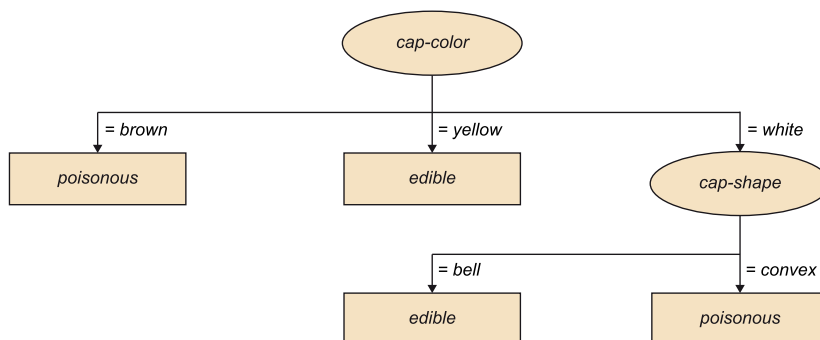 cap-color
= brown
= yellow
= white
poisonous
edible
cap-shape
= bell
= convex
edible
poisonous